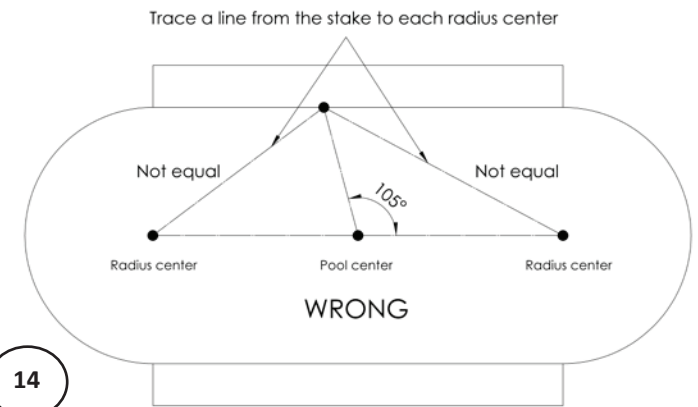 Trace a line from the stake to each radius center
Not equal
Not equal
105°
Radius center
Pool center
Radius center
WRONG
14